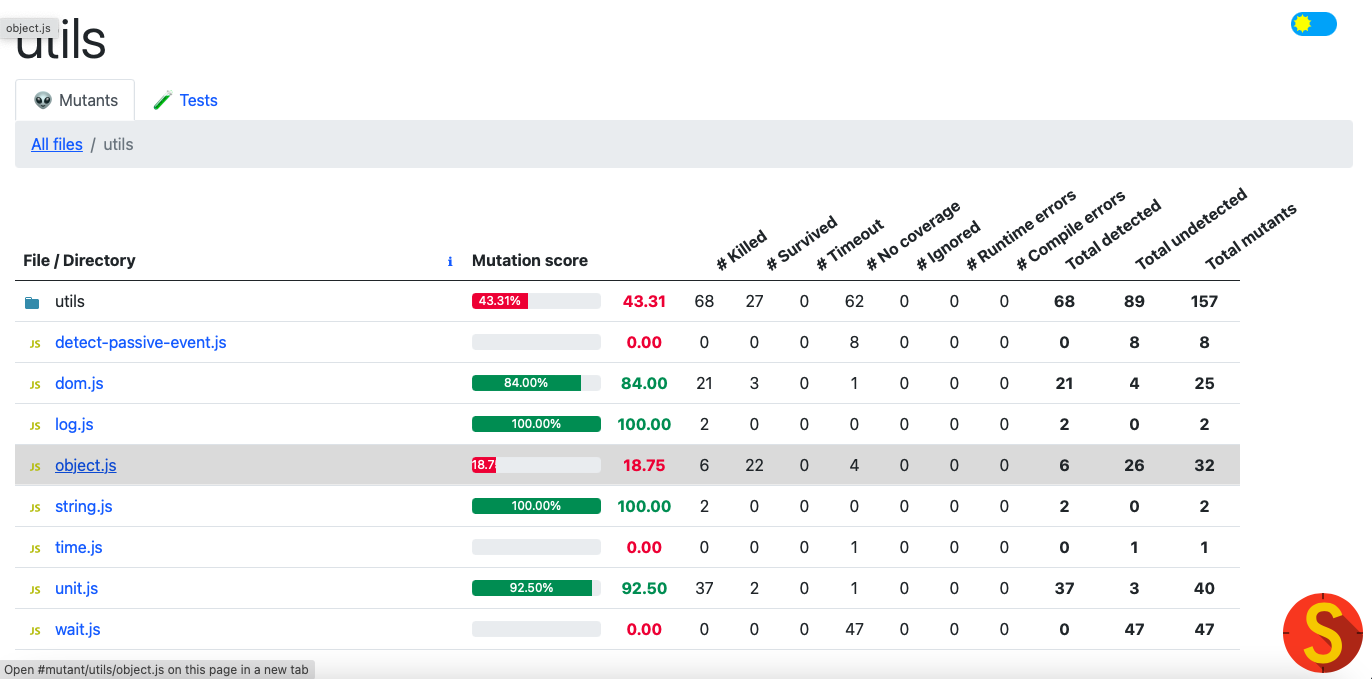 object.js
utils
Mutants Tests
All files / utils
File / Directory i Mutation score # Killed # Survived # Timeout # No coverage # Ignored # Runtime errors # Compile errors Total detected Total undetected Total mutants
utils 43.31% 43.31 68 27 0 62 0 0 0 68 89 157
JS detect-passive-event.js 0.00 0 0 0 8 0 0 0 0 8 8
JS dom.js 84.00% 84.00 21 3 0 1 0 0 0 21 4 25
JS log.js 100.00% 100.00 2 0 0 0 0 0 0 2 0 2
JS object.js 18.7 18.75 6 22 0 4 0 0 0 6 26 32
JS string.js 100.00% 100.00 2 0 0 0 0 0 0 2 0 2
JS time.js 0.00 0 0 0 1 0 0 0 0 1 1
JS unit.js 92.50% 92.50 37 2 0 1 0 0 0 37 3 40
JS wait.js 0.00 0 0 0 47 0 0 0 0 47 47
S
Open #mutant/utils/object.js on this page in a new tab